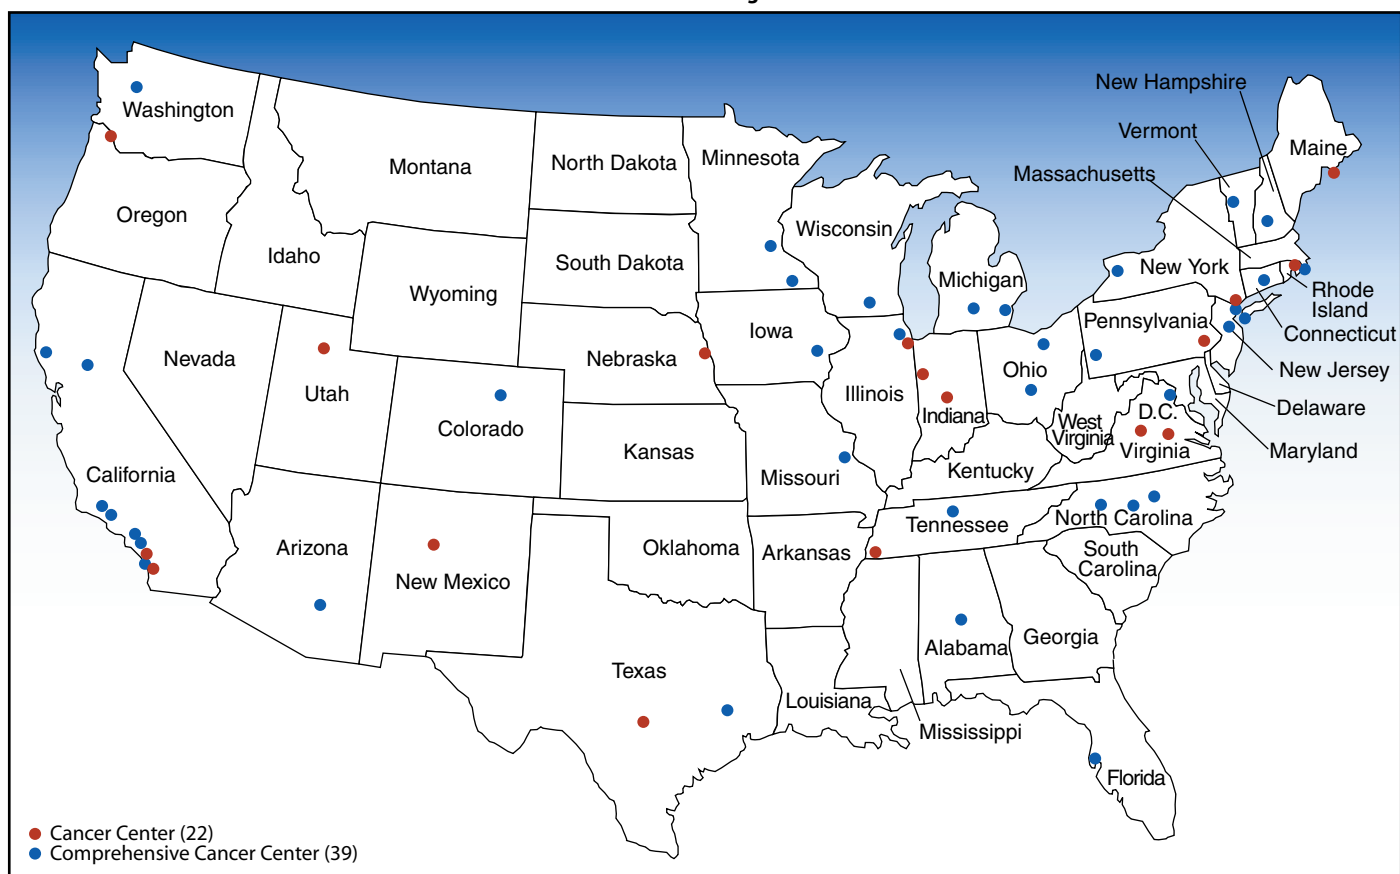 New Hampshire
Vermont
Massachusetts
Maine
Washington
Montana
North Dakota
Minnesota
Oregon
Idaho
Wisconsin
South Dakota
Wyoming
Michigan
New York
Rhode
Island
Connecticut
New Jersey
Delaware
Maryland
Pennsylvania
Iowa
Nebraska
Nevada
Utah
Colorado
Illinois
Indiana
Ohio
West
Virginia
D.C.
Virginia
Kansas
Missouri
Kentucky
California
Arizona
New Mexico
Oklahoma
Arkansas
Tennessee
North Carolina
South
Carolina
Texas
Louisiana
Mississippi
Alabama
Georgia
Florida
Cancer Center (22)
Comprehensive Cancer Center (39)